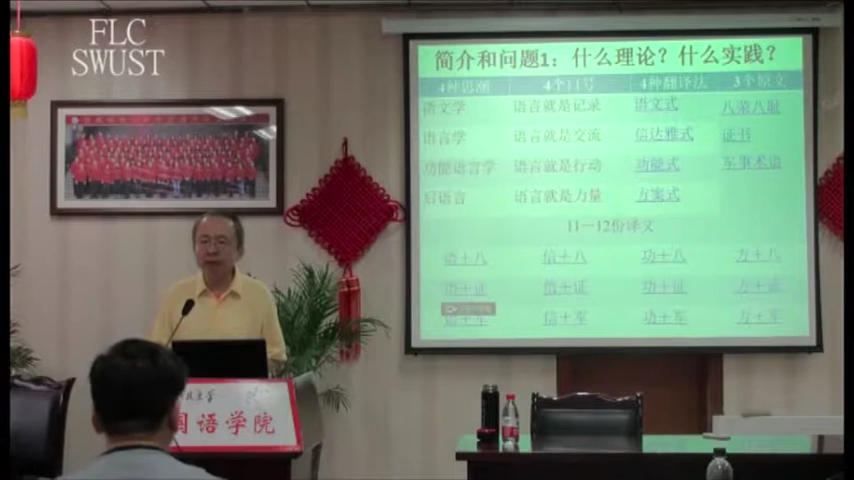 FLC
SWUST
简介和问题1：什么理论？什么实践？
4种思潮 4个口号 4种翻译法 3个原文
语文学 语言就是记录 语文式 八荣八耻
语言学 语言就是交流 信达雅式 证书
功能语言学 语言就是行动 功能式 军事术语
后语言 语言就是力量 方案式
11—12份译文
语+八 信+八 功+八 方+八
语+证 信+证 功+证 方+证
语+军 信+军 功+军 方+军
国语学院